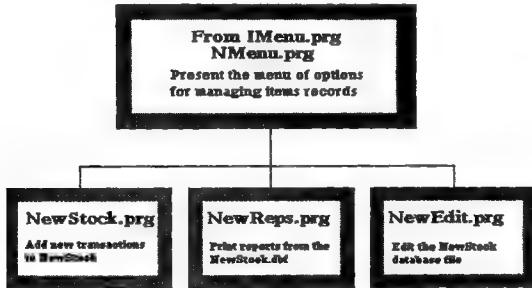 From IMenu.prg
NMenu.prg
Present the menu of options
for managing items records
NewStock.prg
Add new transactions
to NewStock
NewReps.prg
Print reports from the
NewStock.dbf
NewEdit.prg
Edit the NewStock
database file